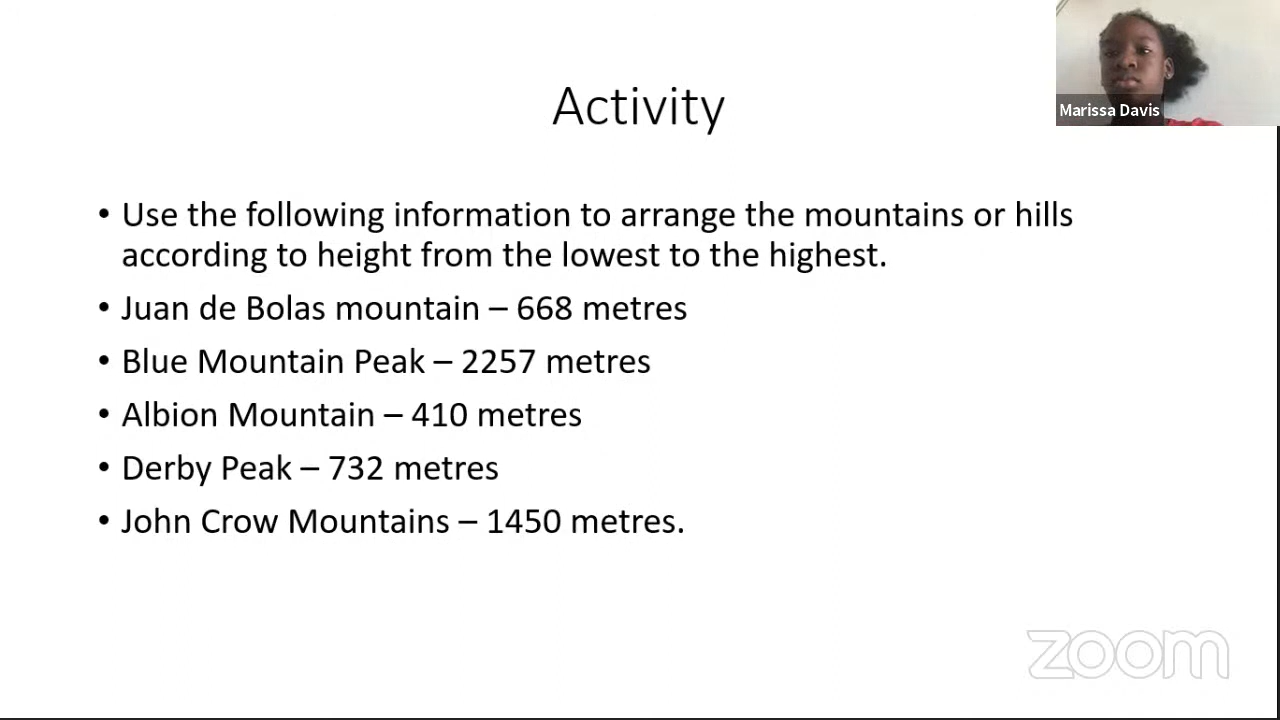 Marissa Davis
Activity
• Use the following information to arrange the mountains or hills
according to height from the lowest to the highest.
• Juan de Bolas mountain – 668 metres
• Blue Mountain Peak – 2257 metres
• Albion Mountain – 410 metres
• Derby Peak – 732 metres
• John Crow Mountains – 1450 metres.
zoom